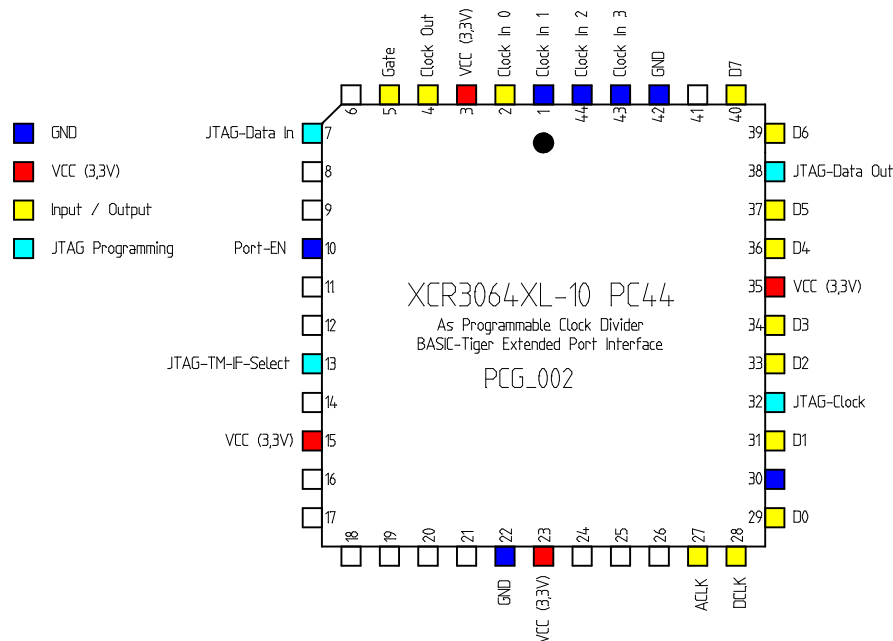 Gate
Clock Out
VCC (3,3V)
Clock In 0
Clock In 1
Clock In 2
Clock In 3
GND
D7
6
5
4
3
2
1
44
43
42
41
40
GND
VCC (3,3V)
Input / Output
JTAG Programming
JTAG-Data In
7
8
9
Port-EN
10
11
12
JTAG-TM-IF-Select
13
14
VCC (3,3V)
15
16
17
XCR3064XL-10 PC44
As Programmable Clock Divider
BASIC-Tiger Extended Port Interface
PCG_002
39
D6
38
JTAG-Data Out
37
D5
36
D4
35
VCC (3,3V)
34
D3
33
D2
32
JTAG-Clock
31
D1
30
29
D0
18
19
20
21
22
23
24
25
26
27
28
GND
VCC (3,3V)
ACLK
DCLK